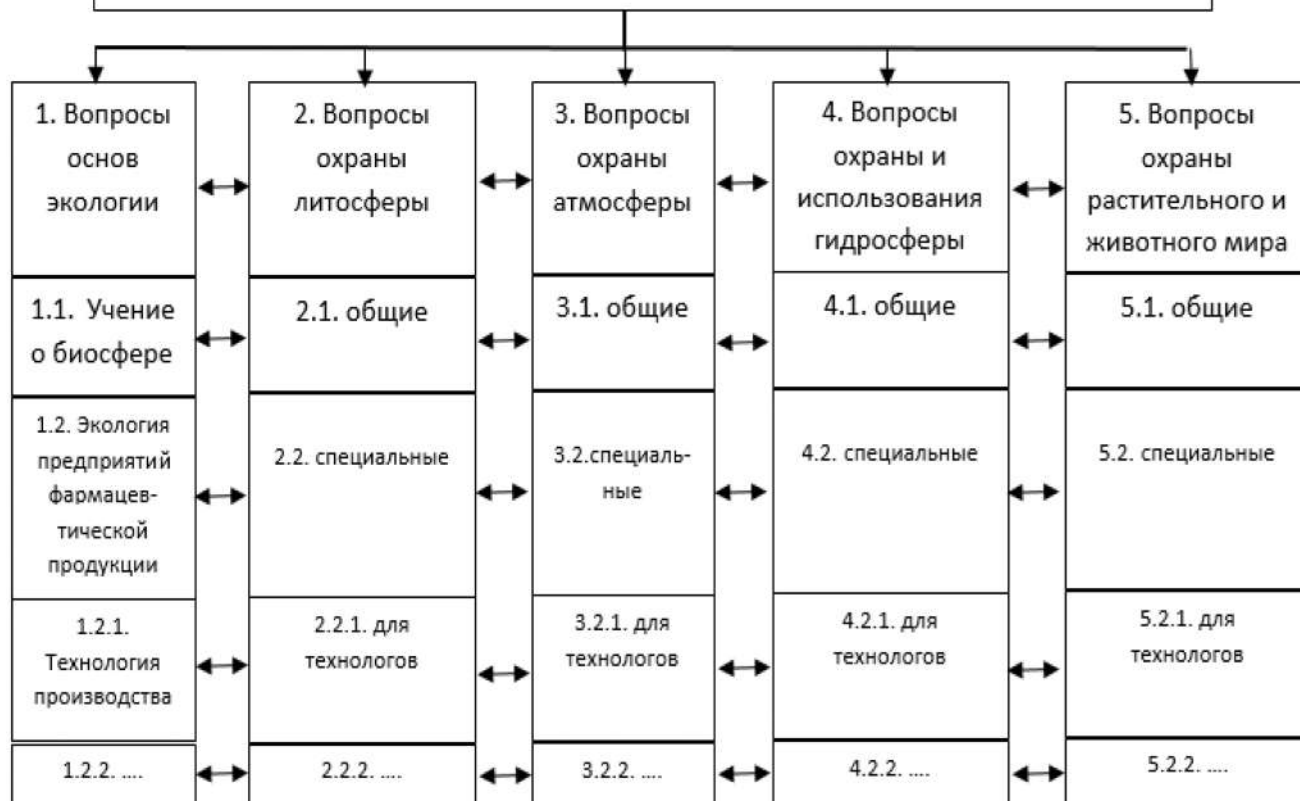 1. Вопросы
основ
экологии
2. Вопросы
охраны
литосферы
3. Вопросы
охраны
атмосферы
4. Вопросы
охраны и
использования
гидросферы
5. Вопросы
охраны
растительного и
животного мира
1.1. Учение
о биосфере
2.1. общие
3.1. общие
4.1. общие
5.1. общие
1.2. Экология
предприятий
фармацев-
тической
продукции
2.2. специальные
3.2.специаль-
ные
4.2. специальные
5.2. специальные
1.2.1.
Технология
производства
2.2.1. для
технологов
3.2.1. для
технологов
4.2.1. для
технологов
5.2.1. для
технологов
1.2.2. ....
2.2.2. ....
3.2.2. ....
4.2.2. ....
5.2.2. ....